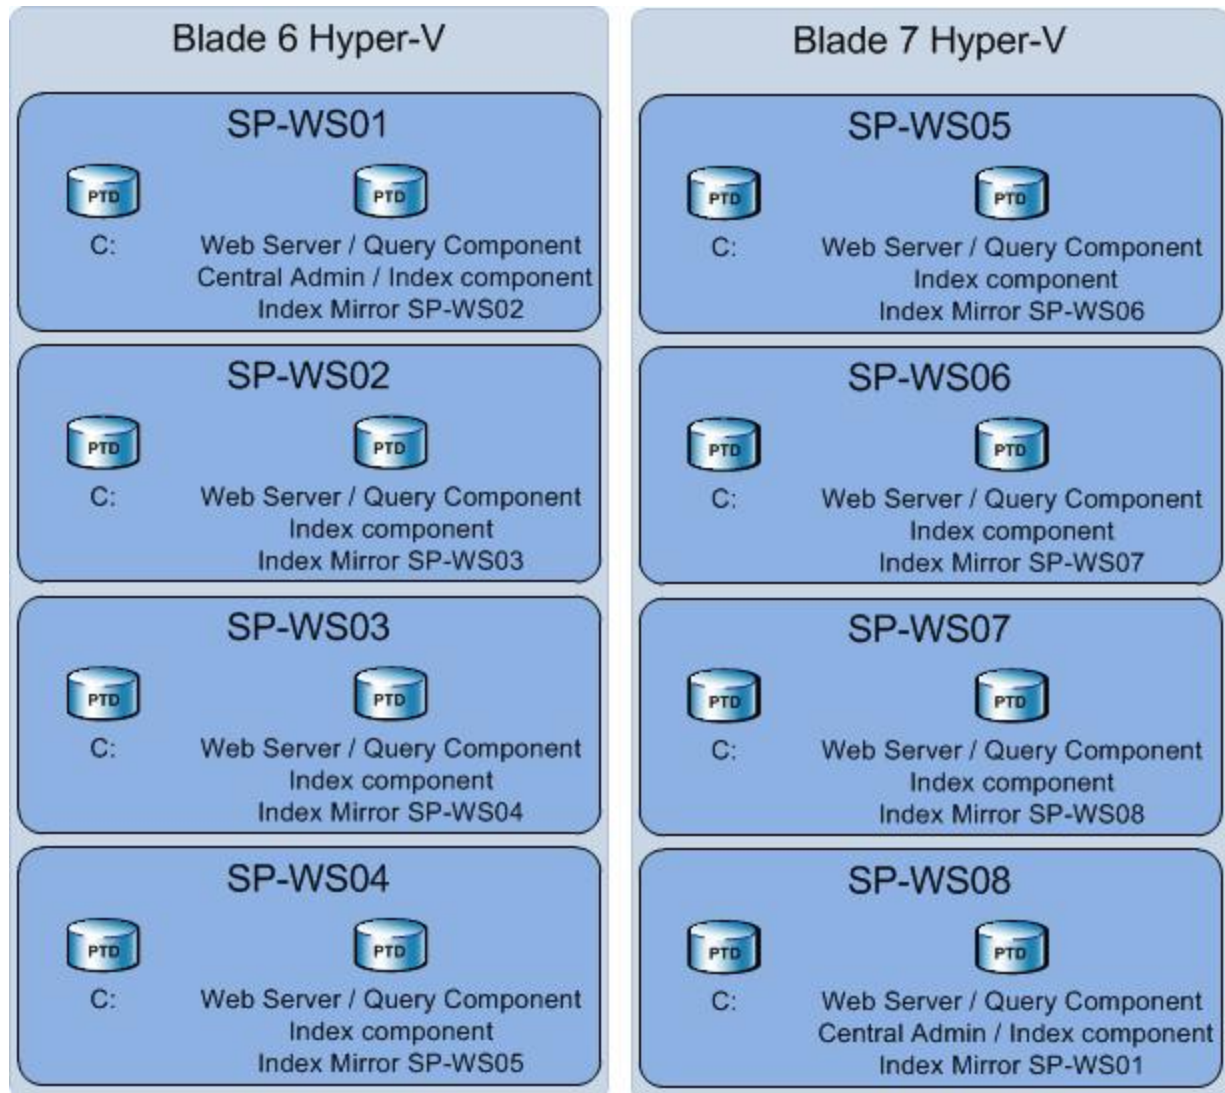 Blade 6 Hyper-V
SP-WS01
PTD
PTD
C:
Web Server / Query Component
Central Admin / Index component
Index Mirror SP-WS02
SP-WS02
PTD
PTD
C:
Web Server / Query Component
Index component
Index Mirror SP-WS03
SP-WS03
PTD
PTD
C:
Web Server / Query Component
Index component
Index Mirror SP-WS04
SP-WS04
PTD
PTD
C:
Web Server / Query Component
Index component
Index Mirror SP-WS05
Blade 7 Hyper-V
SP-WS05
PTD
PTD
C:
Web Server / Query Component
Index component
Index Mirror SP-WS06
SP-WS06
PTD
PTD
C:
Web Server / Query Component
Index component
Index Mirror SP-WS07
SP-WS07
PTD
PTD
C:
Web Server / Query Component
Index component
Index Mirror SP-WS08
SP-WS08
PTD
PTD
C:
Web Server / Query Component
Central Admin / Index component
Index Mirror SP-WS01